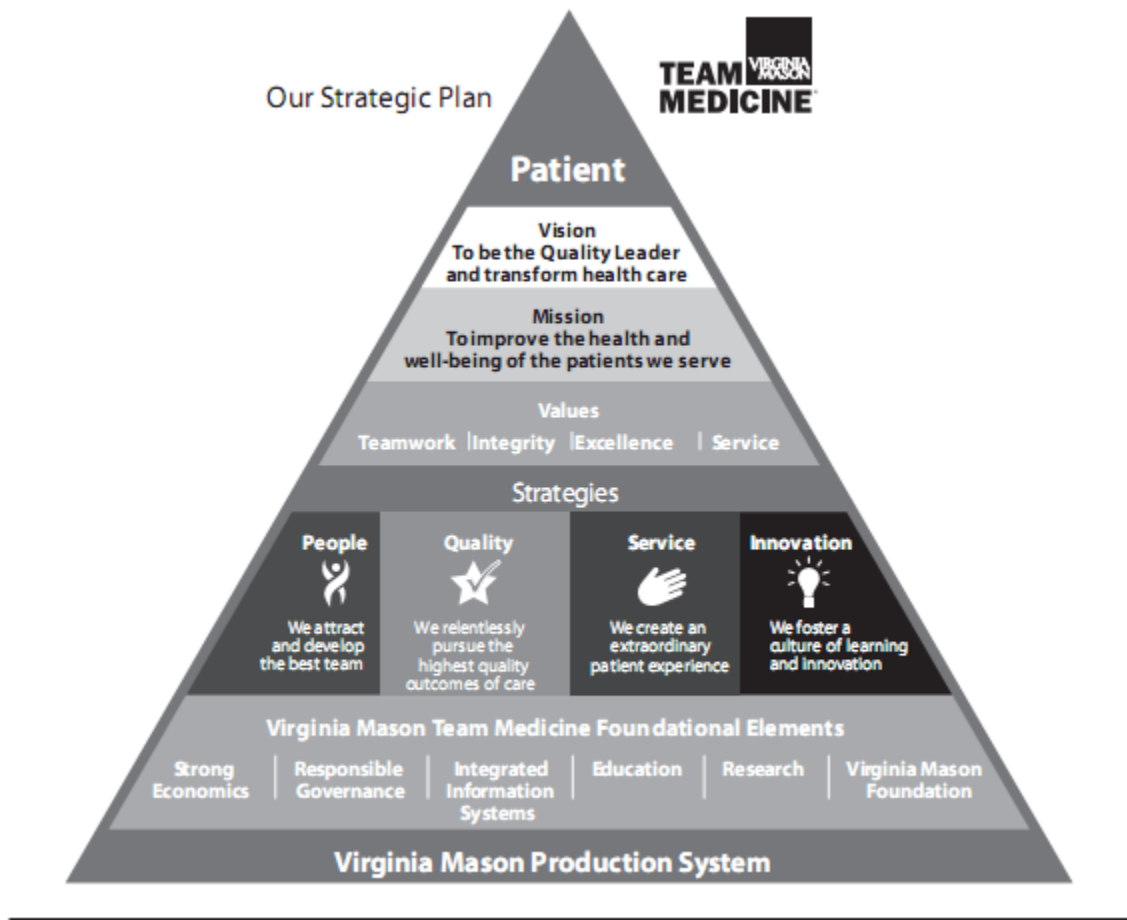 Our Strategic Plan
TEAM VIRGINIA MASON
MEDICINE
Patient
Vision
To be the Quality Leader
and transform health care
Mission
To improve the health and
well-being of the patients we serve
Values
Teamwork | Integrity | Excellence | Service
Strategies
People
We attract
and develop
the best team
Quality
We relentlessly
pursue the
highest quality
outcomes of care
Service
We create an
extraordinary
patient experience
Innovation
We foster a
culture of learning
and innovation
Virginia Mason Team Medicine Foundational Elements
Strong
Economics
Responsible
Governance
Integrated
Information
Systems
Education
Research
Virginia Mason
Foundation
Virginia Mason Production System